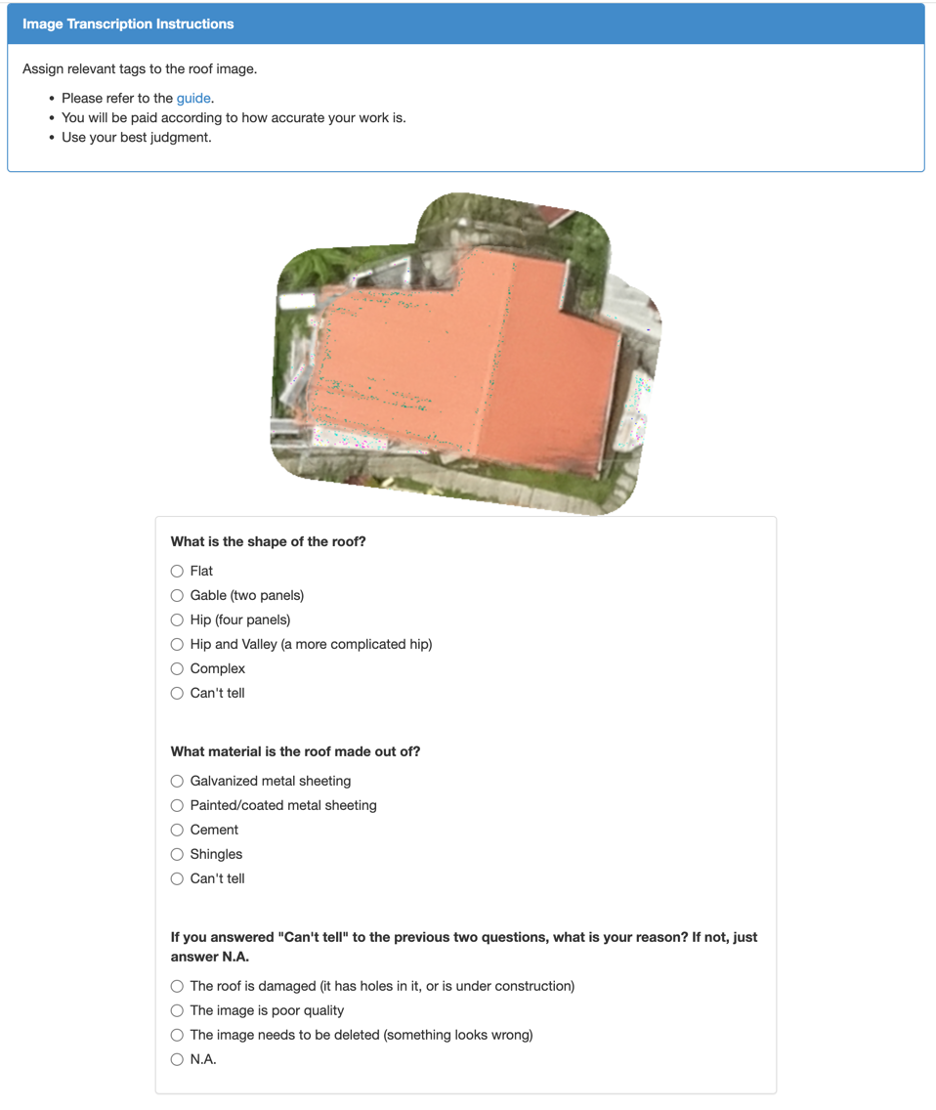 Image Transcription Instructions
Assign relevant tags to the roof image.
• Please refer to the guide.
• You will be paid according to how accurate your work is.
• Use your best judgment.
What is the shape of the roof?
Flat
Gable (two panels)
Hip (four panels)
Hip and Valley (a more complicated hip)
Complex
Can't tell
What material is the roof made out of?
Galvanized metal sheeting
Painted/coated metal sheeting
Cement
Shingles
Can't tell
If you answered "Can't tell" to the previous two questions, what is your reason? If not, just
answer N.A.
The roof is damaged (it has holes in it, or is under construction)
The image is poor quality
The image needs to be deleted (something looks wrong)
N.A.